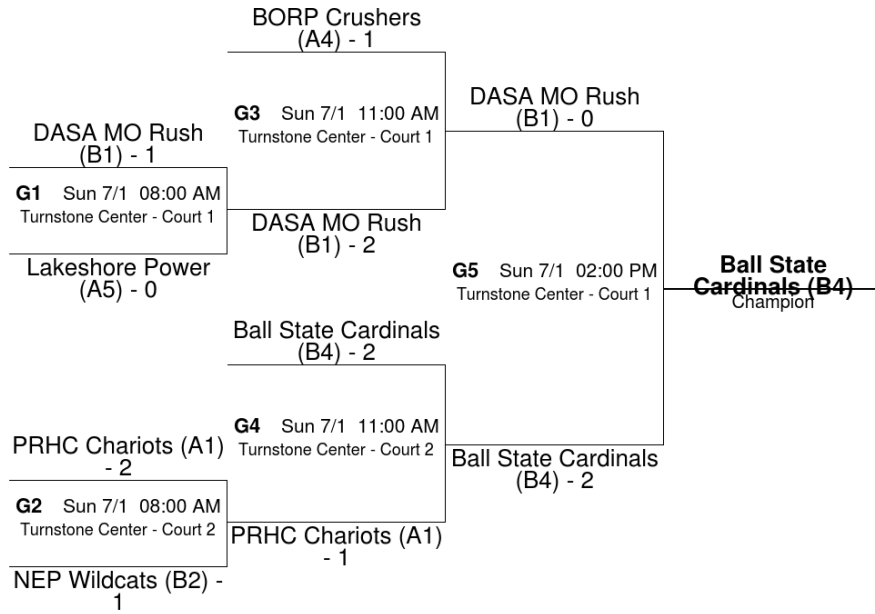 BORP Crushers
(A4) - 1
G3 Sun 7/1 11:00 AM
Turnstone Center - Court 1
DASA MO Rush
(B1) - 0
DASA MO Rush
(B1) - 1
G1 Sun 7/1 08:00 AM
Turnstone Center - Court 1
DASA MO Rush
(B1) - 2
Lakeshore Power
(A5) - 0
G5 Sun 7/1 02:00 PM
Turnstone Center - Court 1
Ball State
Cardinals (B4)
Champion
Ball State Cardinals
(B4) - 2
G4 Sun 7/1 11:00 AM
Turnstone Center - Court 2
PRHC Chariots (A1)
- 2
Ball State Cardinals
(B4) - 2
G2 Sun 7/1 08:00 AM
Turnstone Center - Court 2
PRHC Chariots (A1)
- 1
NEP Wildcats (B2) -
1